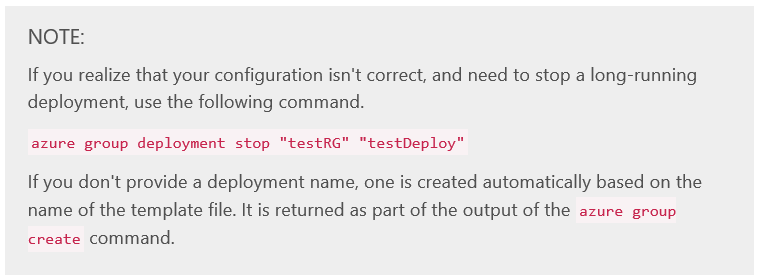 NOTE:
If you realize that your configuration isn't correct, and need to stop a long-running
deployment, use the following command.
azure group deployment stop "testRG" "testDeploy"
If you don't provide a deployment name, one is created automatically based on the
name of the template file. It is returned as part of the output of the azure group
create command.